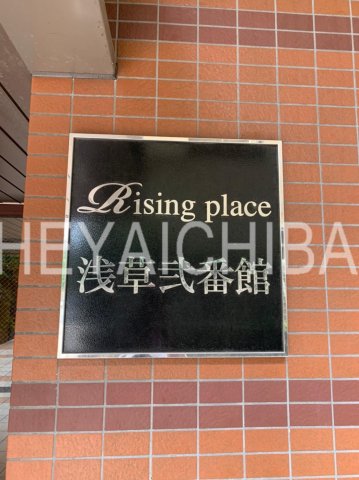 Rising place
HEYAICHIBA
浅草弐番館